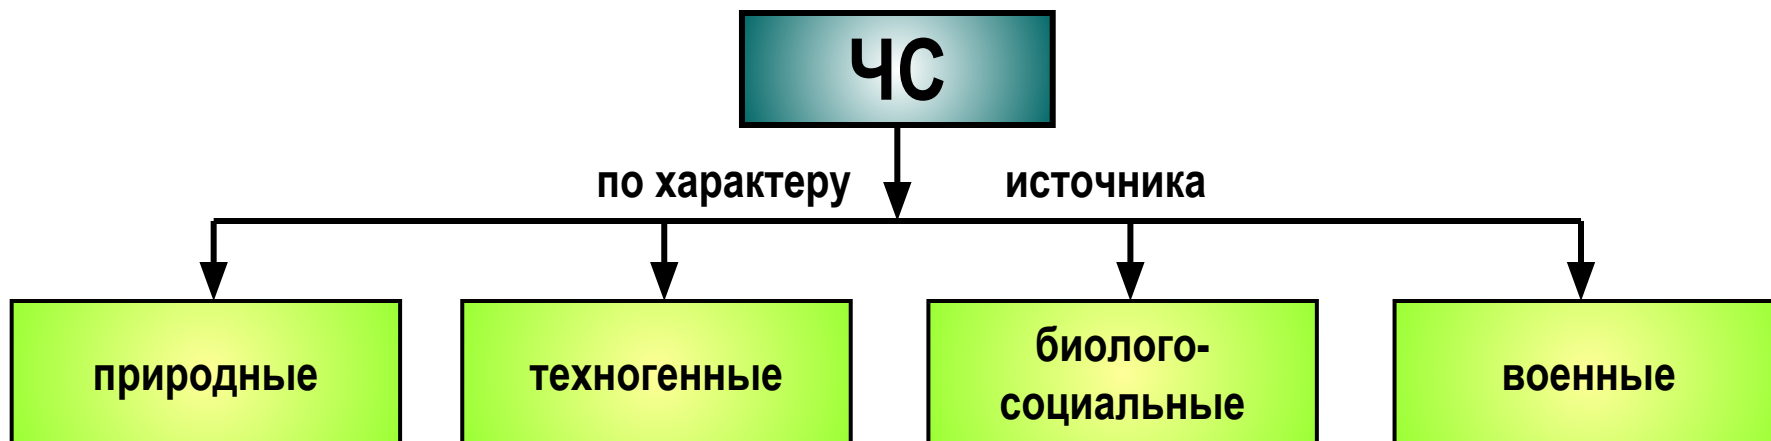 ЧС
по характеру источника
природные
техногенные
биолого-
социальные
военные